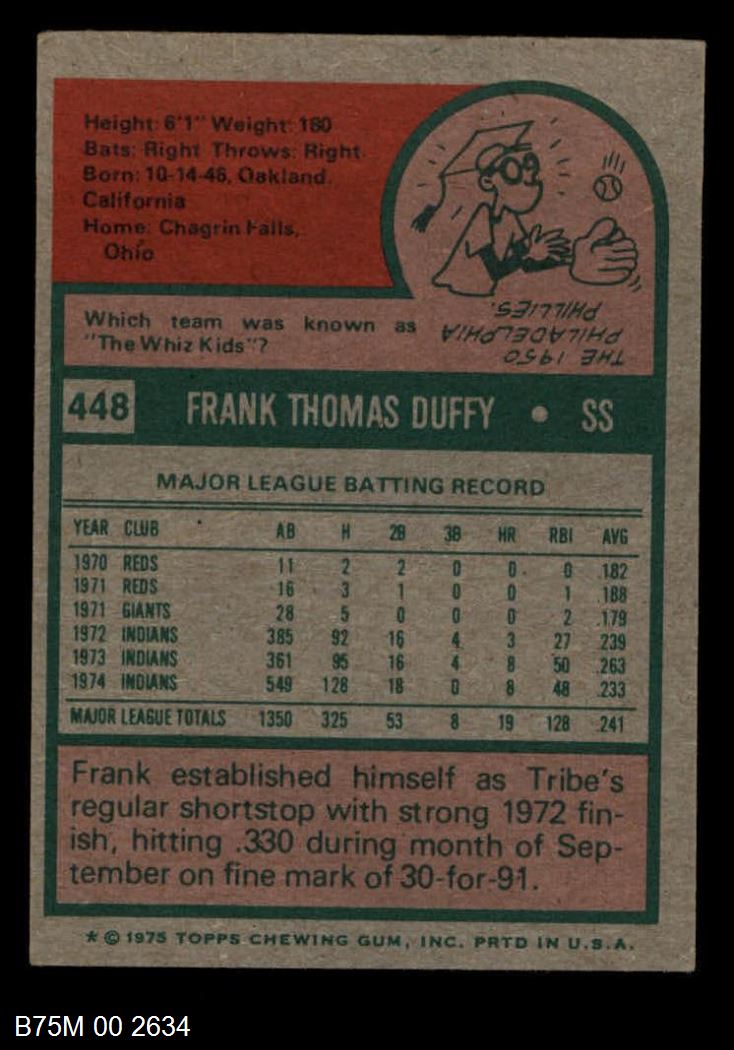 Height: 6'1" Weight: 180
Bats: Right Throws: Right
Born: 10-14-46, Oakland,
California
Home: Chagrin Falls,
Ohio
Which team was known as
"The Whiz Kids"?
THE 1950
PHILADELPHIA
PHILLIES.
448 FRANK THOMAS DUFFY • SS
MAJOR LEAGUE BATTING RECORD
YEAR CLUB AB H 2B 3B HR RBI AVG
1970 REDS 11 2 2 0 0 0 .182
1971 REDS 16 3 1 0 0 1 .188
1971 GIANTS 28 5 0 0 0 2 .179
1972 INDIANS 385 92 16 4 3 27 .239
1973 INDIANS 361 95 16 4 8 50 .263
1974 INDIANS 549 128 18 0 8 48 .233
MAJOR LEAGUE TOTALS 1350 325 53 8 19 128 .241
Frank established himself as Tribe's
regular shortstop with strong 1972 fin-
ish, hitting .330 during month of Sep-
tember on fine mark of 30-for-91.
* © 1975 TOPPS CHEWING GUM, INC. PRTD IN U.S.A.
B75M 00 2634